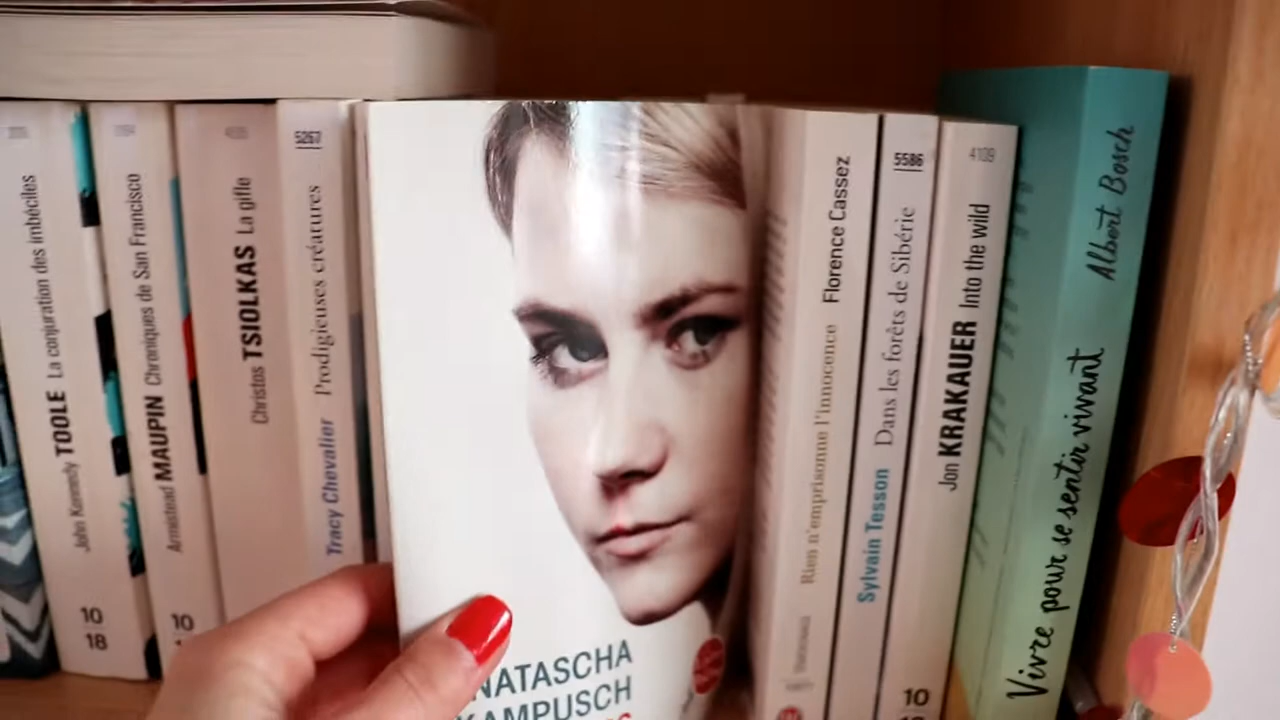 John Kennedy TOOLE La conjuration des imbéciles
10
18
Armistead MAUPIN Chroniques de San Francisco
10
Christos TSIOLKAS La gifle
5267
Tracy Chevalier Prodigieuses créatures
NATASCHA
KAMPUSCH
Rien n'emprisonne l'innocence Florence Cassez
5586
Sylvain Tesson Dans les forêts de Sibérie
4109
Jon KRAKAUER Into the wild
10
Vivre pour se sentir vivant Albert Bosch